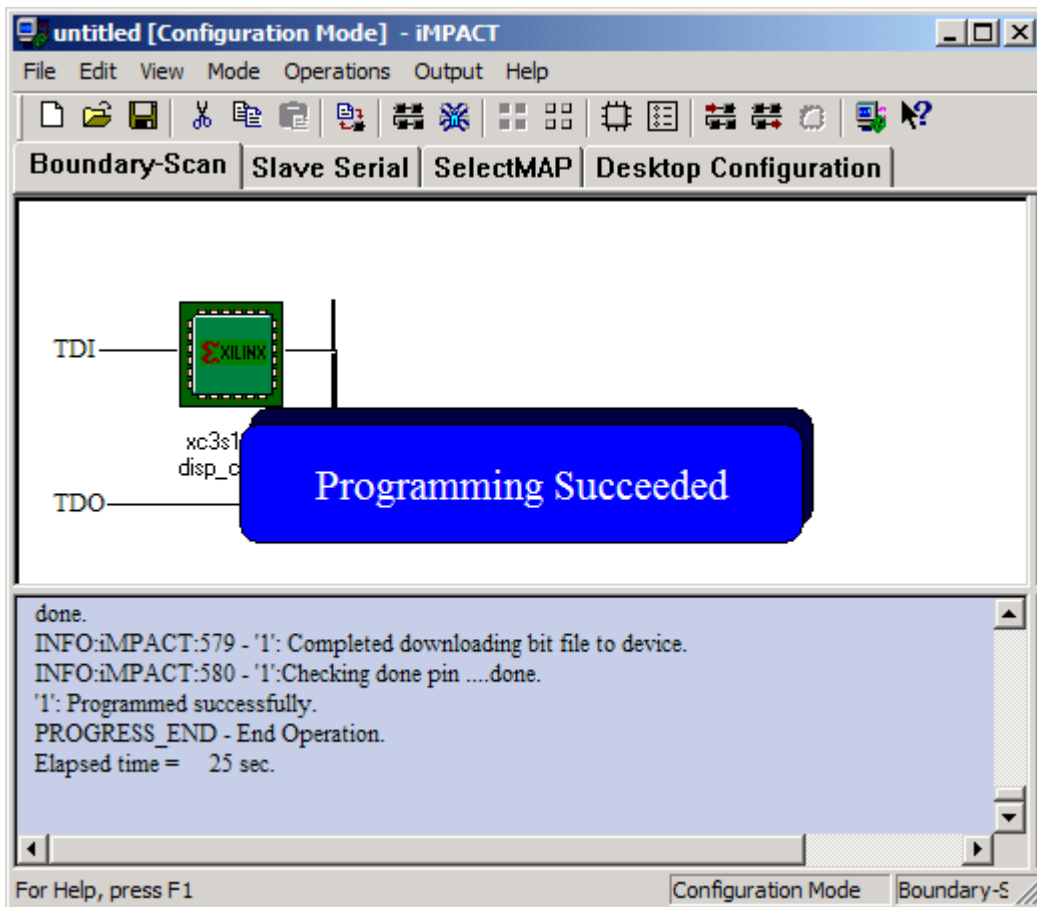 untitled [Configuration Mode] - iMPACT
File Edit View Mode Operations Output Help
Boundary-Scan Slave Serial SelectMAP Desktop Configuration
TDI
XILINX
xc3s1
disp_c
Programming Succeeded
TDO
done.
INFO:iMPACT:579 - '1': Completed downloading bit file to device.
INFO:iMPACT:580 - '1':Checking done pin ....done.
'1': Programmed successfully.
PROGRESS_END - End Operation.
Elapsed time = 25 sec.
For Help, press F1 Configuration Mode Boundary-S